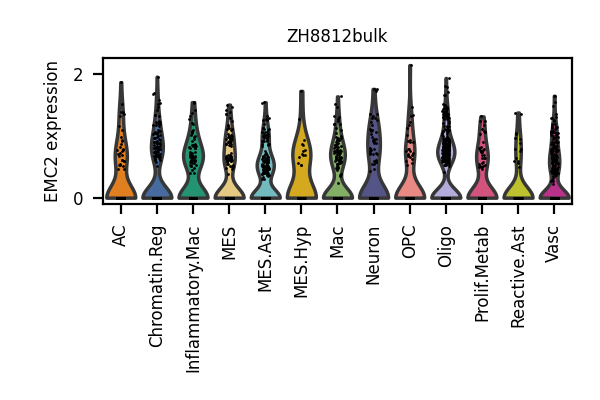 ZH8812bulk
EMC2 expression
2
0
AC
Chromatin.Reg
Inflammatory.Mac
MES
MES.Ast
MES.Hyp
Mac
Neuron
OPC
Oligo
Prolif.Metab
Reactive.Ast
Vasc